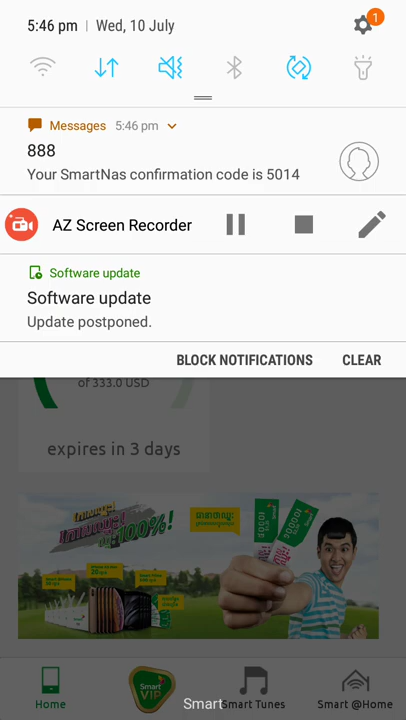 5:46 pm | Wed, 10 July
1
Messages 5:46 pm
888
Your SmartNas confirmation code is 5014
AZ Screen Recorder
Software update
Software update
Update postponed.
BLOCK NOTIFICATIONS CLEAR
of 333.0 USD
expires in 3 days
100%!
Smart
VIP
Home
Smart
Smart Tunes
Smart @Home